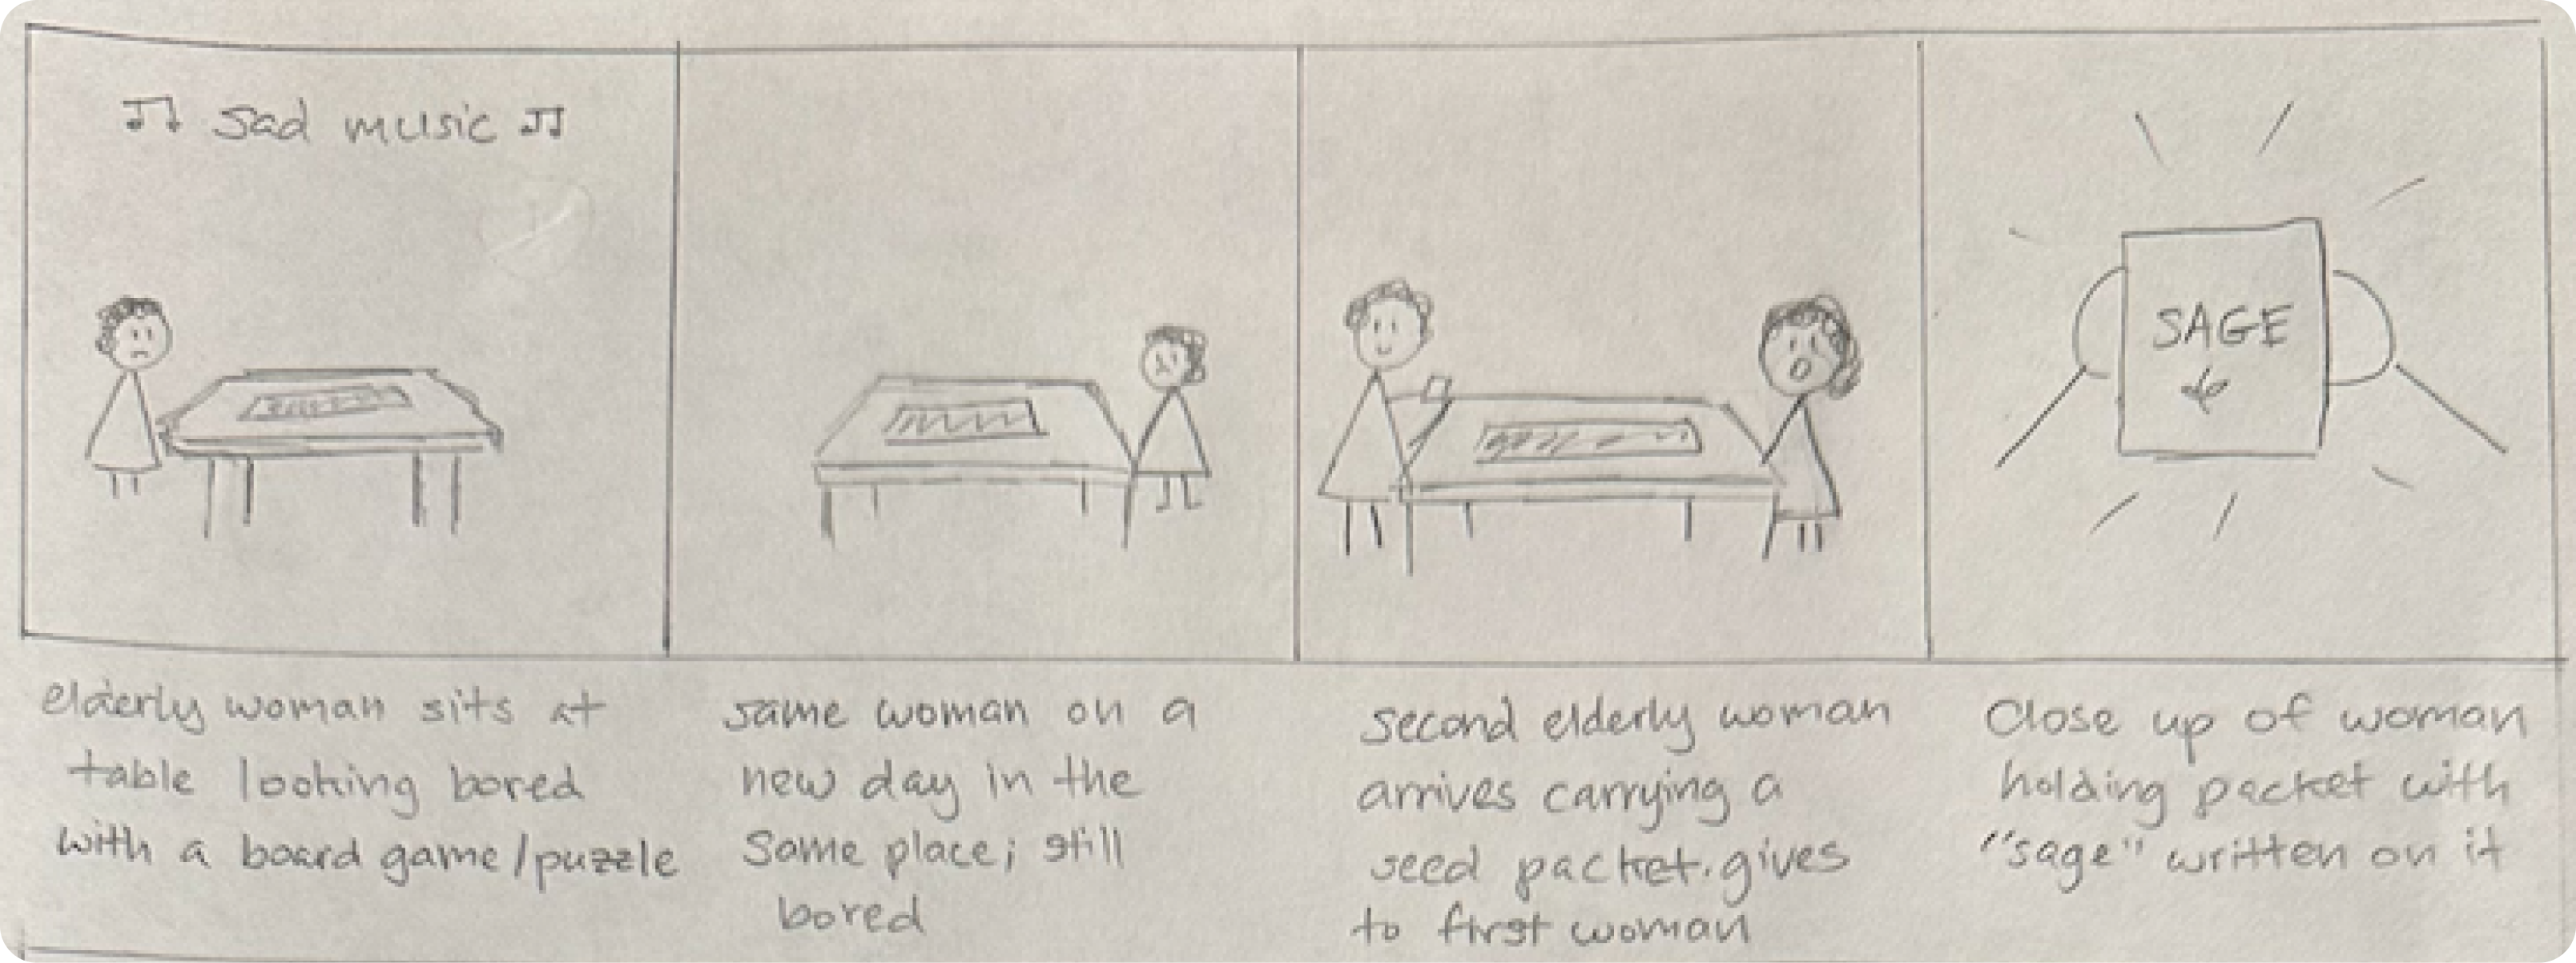 ♫ sad music ♫
elderly woman sits at
table looking bored
with a board game/puzzle
same woman on a
new day in the
same place; still
bored
second elderly woman
arrives carrying a
seed packet. gives
to first woman
SAGE
Close up of woman
holding packet with
"sage" written on it